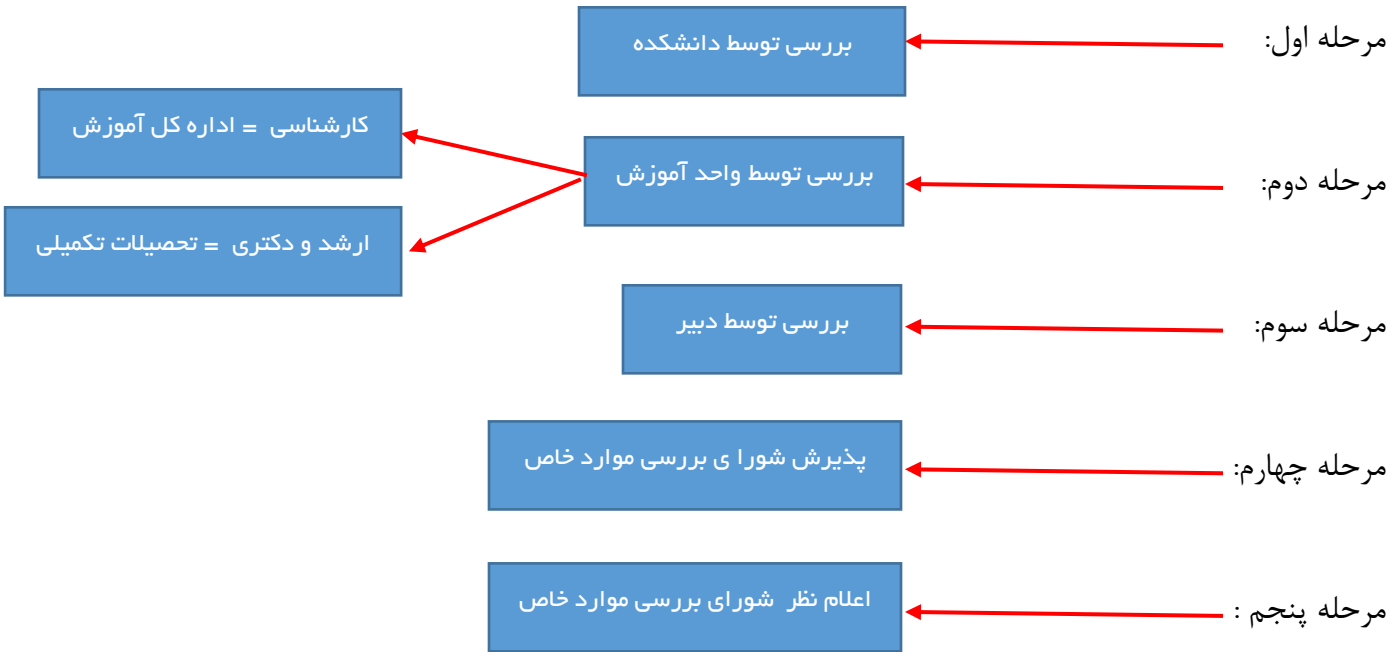 مرحله اول:
بررسی توسط دانشکده
مرحله دوم:
بررسی توسط واحد آموزش
کارشناسی = اداره کل آموزش
ارشد و دکتری = تحصیلات تکمیلی
مرحله سوم:
بررسی توسط دبیر
مرحله چهارم:
پذیرش شورا ی بررسی موارد خاص
مرحله پنجم :
اعلام نظر شورای بررسی موارد خاص